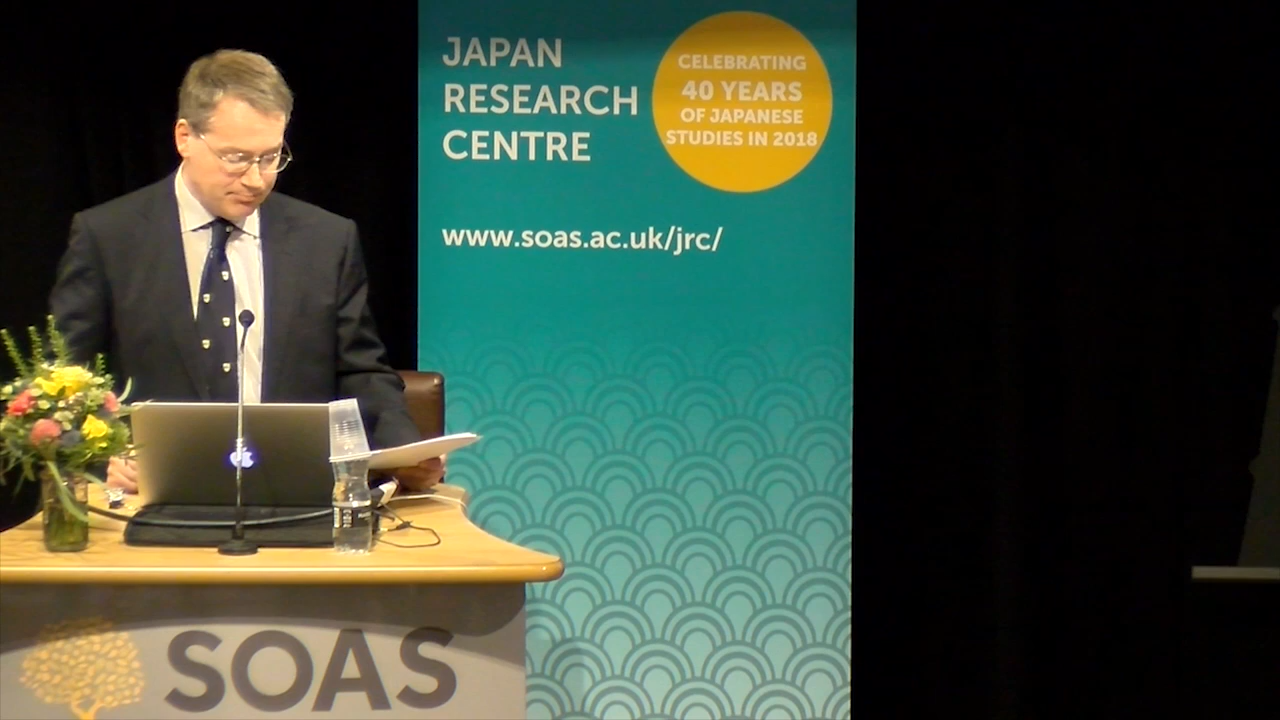 JAPAN
RESEARCH
CENTRE
CELEBRATING
40 YEARS
OF JAPANESE
STUDIES IN 2018
www.soas.ac.uk/jrc/
SOAS